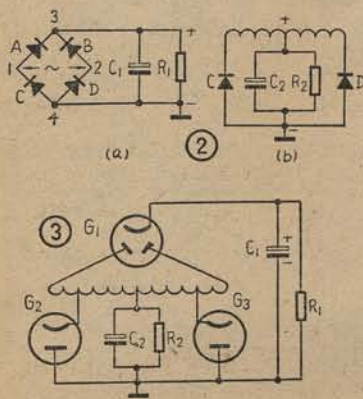 3
A
B
1
~
2
C
D
4
+
C₁
R₁
-
(a)
+
C
C₂
R₂
D
-
(b)
2
3
G₁
G₂
G₃
C₂
R₂
C₁
+
-
R₁